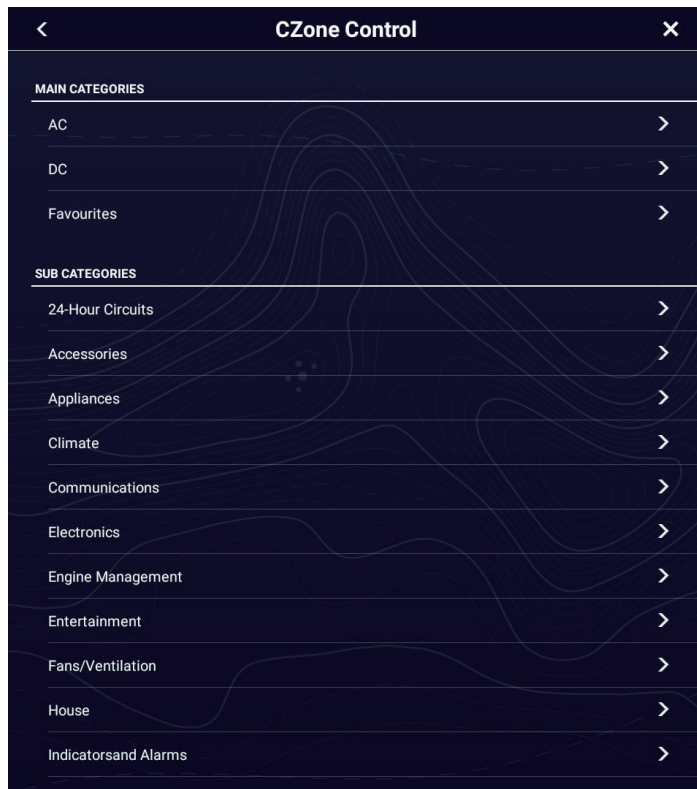 CZone Control
MAIN CATEGORIES
AC
DC
Favourites
SUB CATEGORIES
24-Hour Circuits
Accessories
Appliances
Climate
Communications
Electronics
Engine Management
Entertainment
Fans/Ventilation
House
Indicatorsand Alarms